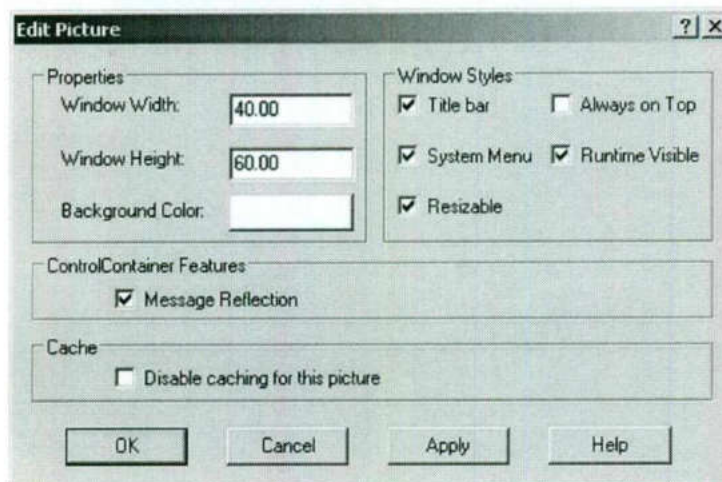 Edit Picture
Properties
Window Width: 40.00
Window Height: 60.00
Background Color:
Window Styles
Title bar Always on Top
System Menu Runtime Visible
Resizable
ControlContainer Features
Message Reflection
Cache
Disable caching for this picture
OK Cancel Apply Help